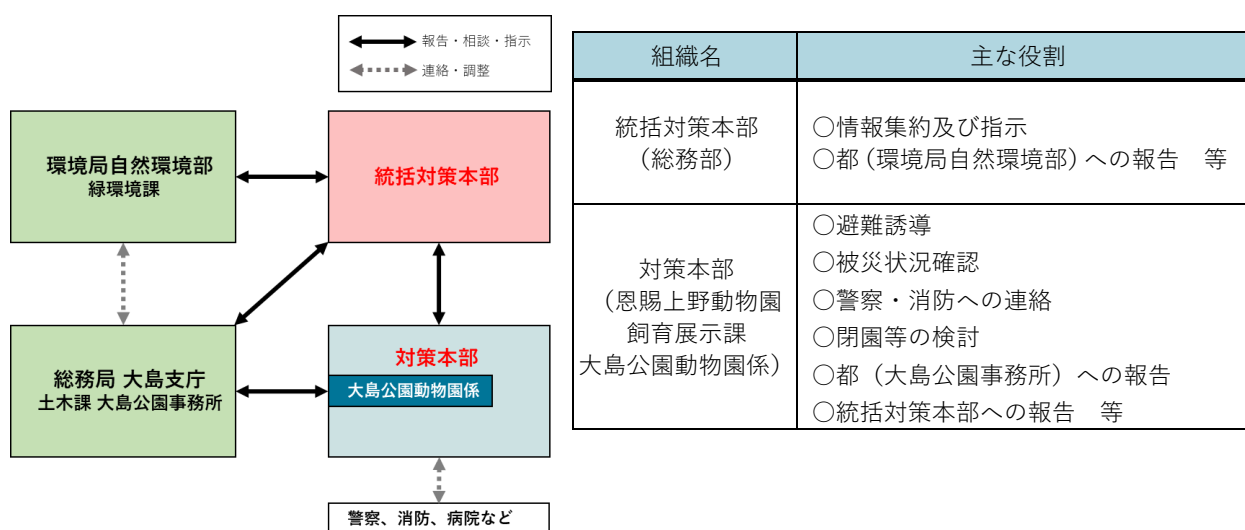 報告・相談・指示
連絡・調整
環境局自然環境部
緑環境課
統括対策本部
総務局 大島支庁
土木課 大島公園事務所
対策本部
大島公園動物園係
警察、消防、病院など
組織名
主な役割
統括対策本部
(総務部)
○情報集約及び指示
○都(環境局自然環境部)への報告　等
対策本部
(恩賜上野動物園
飼育展示課
大島公園動物園係)
○避難誘導
○被災状況確認
○警察・消防への連絡
○閉園等の検討
○都（大島公園事務所）への報告
○統括対策本部への報告　等